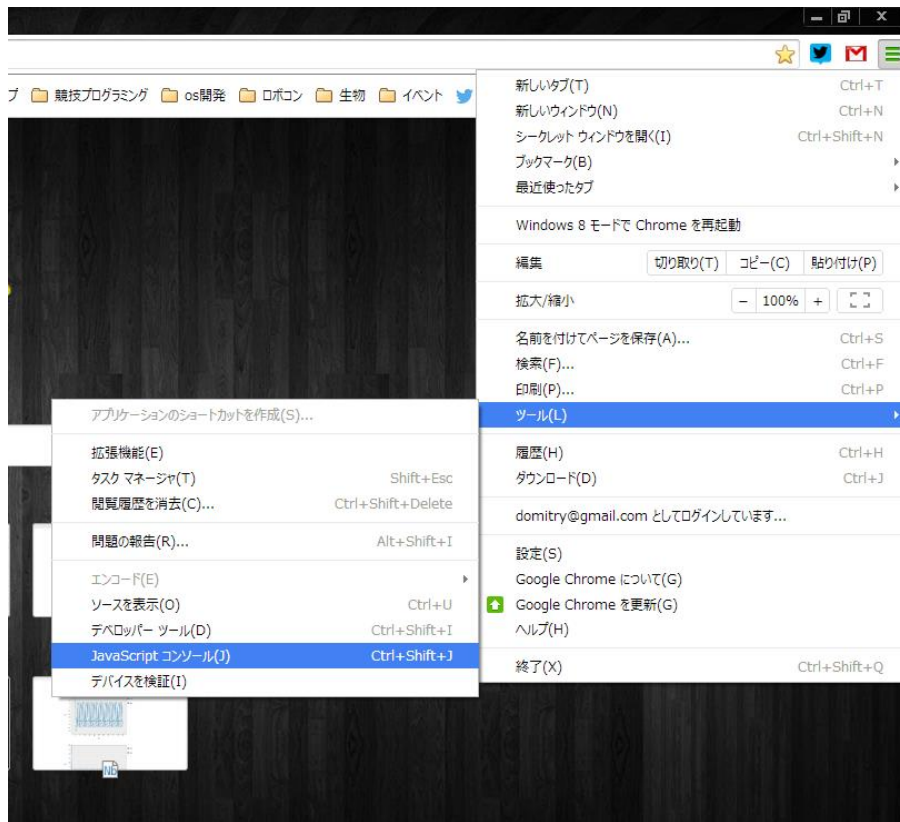 プ 競技プログラミング os開発 ロボコン 生物 イベント
新しいタブ(T) Ctrl+T
新しいウィンドウ(N) Ctrl+N
シークレット ウィンドウを開く(I) Ctrl+Shift+N
ブックマーク(B)
最近使ったタブ
Windows 8 モードで Chrome を再起動
編集 切り取り(T) コピー(C) 貼り付け(P)
拡大/縮小 − 100% +
名前を付けてページを保存(A)... Ctrl+S
検索(F)... Ctrl+F
印刷(P)... Ctrl+P
ツール(L)
履歴(H) Ctrl+H
ダウンロード(D) Ctrl+J
domitry@gmail.com としてログインしています...
設定(S)
Google Chrome について(G)
Google Chrome を更新(G)
ヘルプ(H)
終了(X) Ctrl+Shift+Q
アプリケーションのショートカットを作成(S)...
拡張機能(E)
タスク マネージャ(T) Shift+Esc
閲覧履歴を消去(C)... Ctrl+Shift+Delete
問題の報告(R)... Alt+Shift+I
エンコード(E)
ソースを表示(O) Ctrl+U
デベロッパー ツール(D) Ctrl+Shift+I
JavaScript コンソール(J) Ctrl+Shift+J
デバイスを検証(I)
Nb